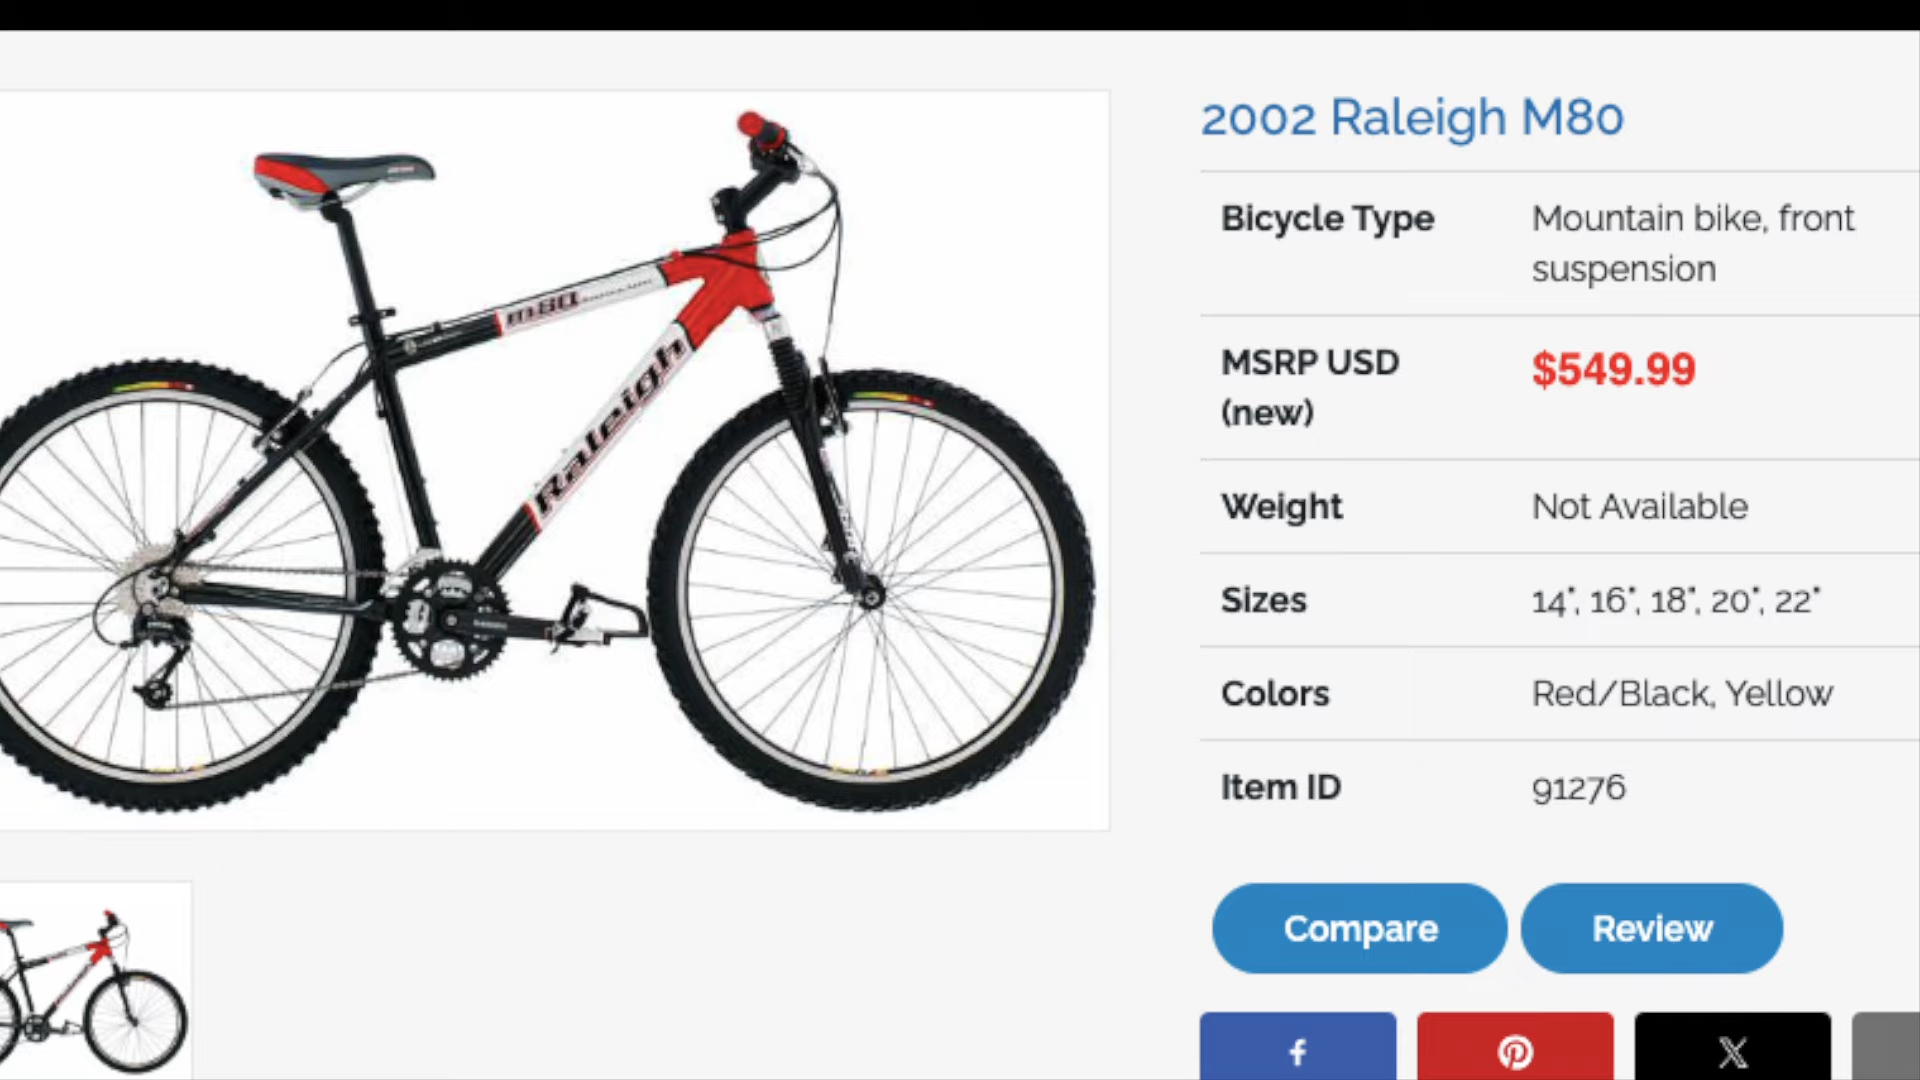 2002 Raleigh M80
Bicycle Type
Mountain bike, front
suspension
MSRP USD
(new)
$549.99
Weight
Not Available
Sizes
14", 16", 18", 20", 22"
Colors
Red/Black, Yellow
Item ID
91276
Compare
Review
m80
Raleigh